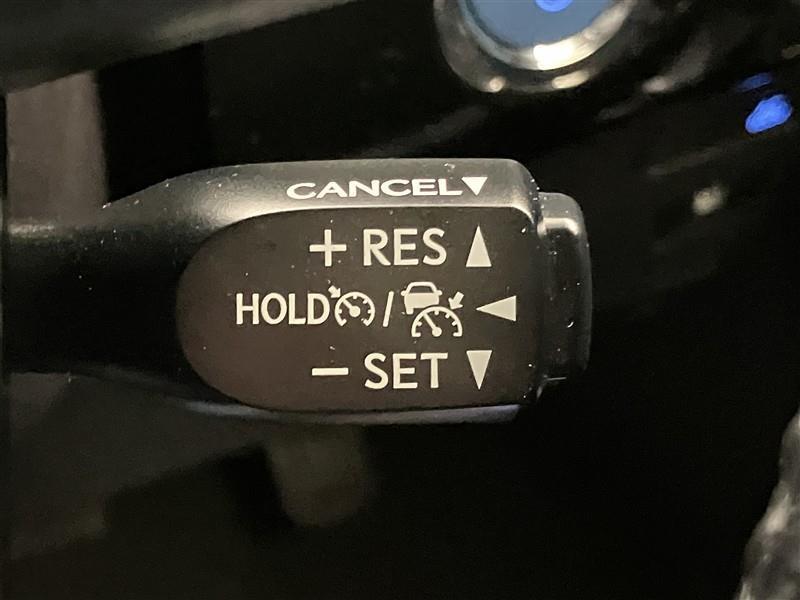 CANCEL▼
+ RES ▲
HOLD / ◀
− SET ▼